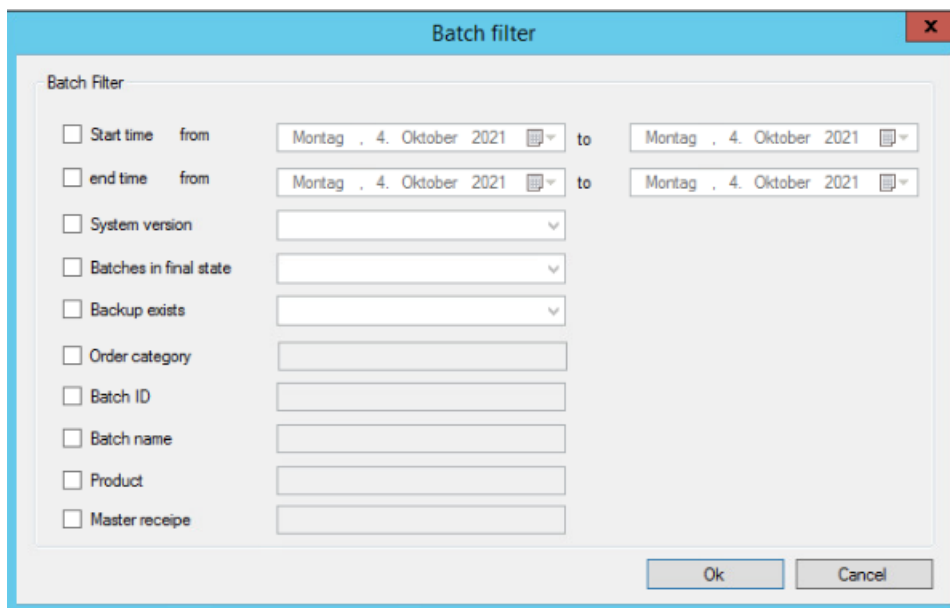 Batch filter
x
Batch Filter
Start time from Montag , 4. Oktober 2021 to Montag , 4. Oktober 2021
end time from Montag , 4. Oktober 2021 to Montag , 4. Oktober 2021
System version
Batches in final state
Backup exists
Order category
Batch ID
Batch name
Product
Master receipe
Ok Cancel